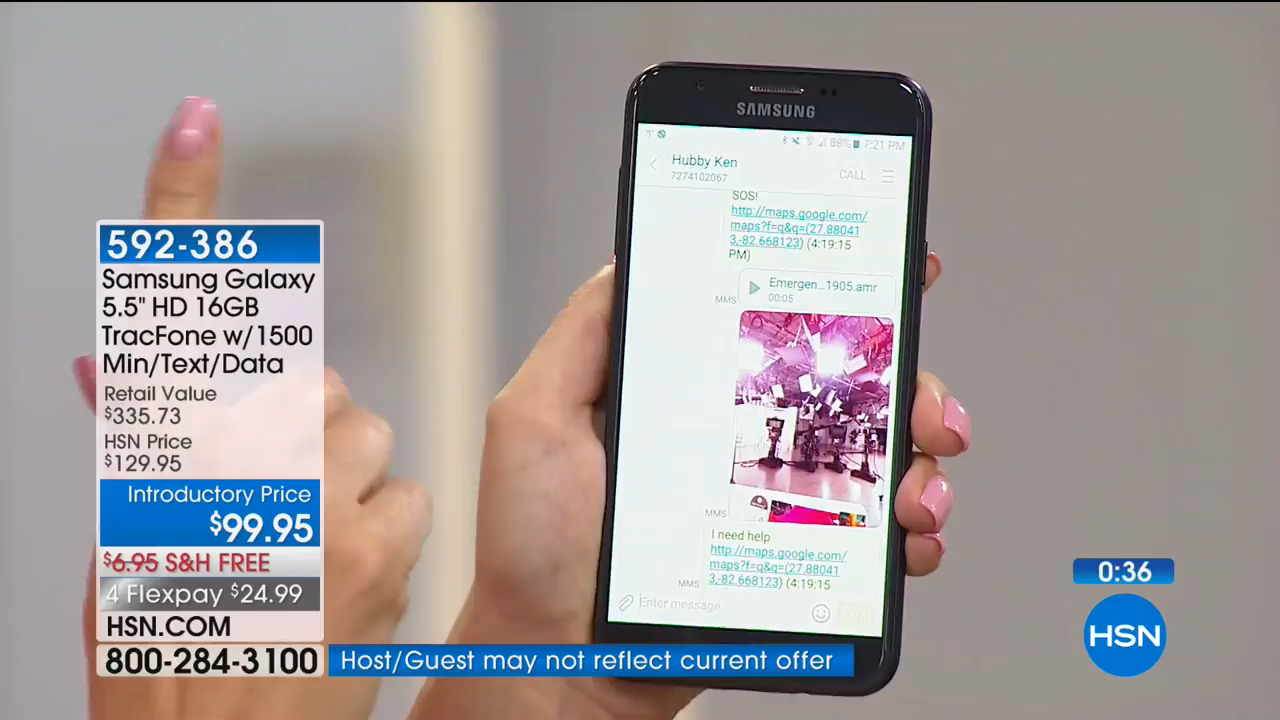 592-386
Samsung Galaxy
5.5" HD 16GB
TracFone w/1500
Min/Text/Data
Retail Value
$335.73
HSN Price
$129.95
Introductory Price
$99.95
$6.95 S&H FREE
4 Flexpay $24.99
HSN.COM
800-284-3100
Host/Guest may not reflect current offer
SAMSUNG
88% 7:21 PM
Hubby Ken
7274102067
CALL
SOS!
http://maps.google.com/
maps?f=q&q=(27.88041
3,-82.668123) (4:19:15
PM)
MMS
Emergen...1905.amr
00:05
MMS
I need help
http://maps.google.com/
maps?f=q&q=(27.88041
3,-82.668123) (4:19:15
MMS
Enter message
0:36
HSN